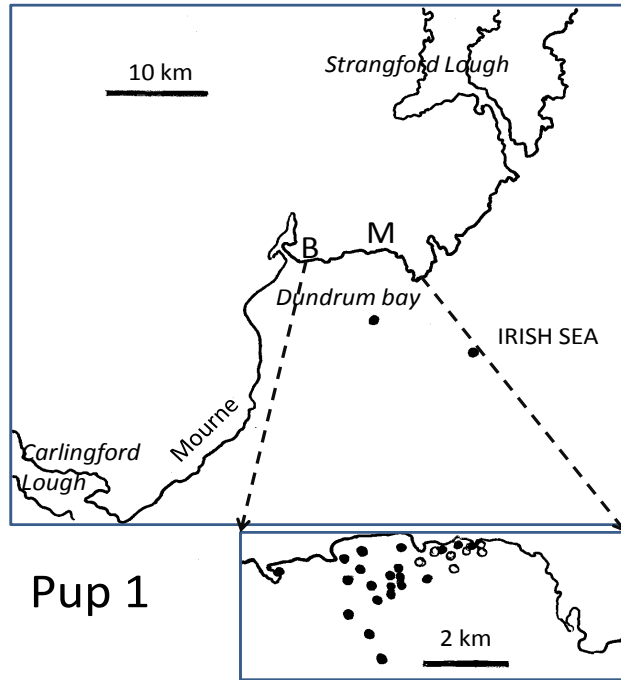 10 km
Strangford Lough
B
M
Dundrum bay
IRISH SEA
Mourne
Carlingford
Lough
Pup 1
2 km